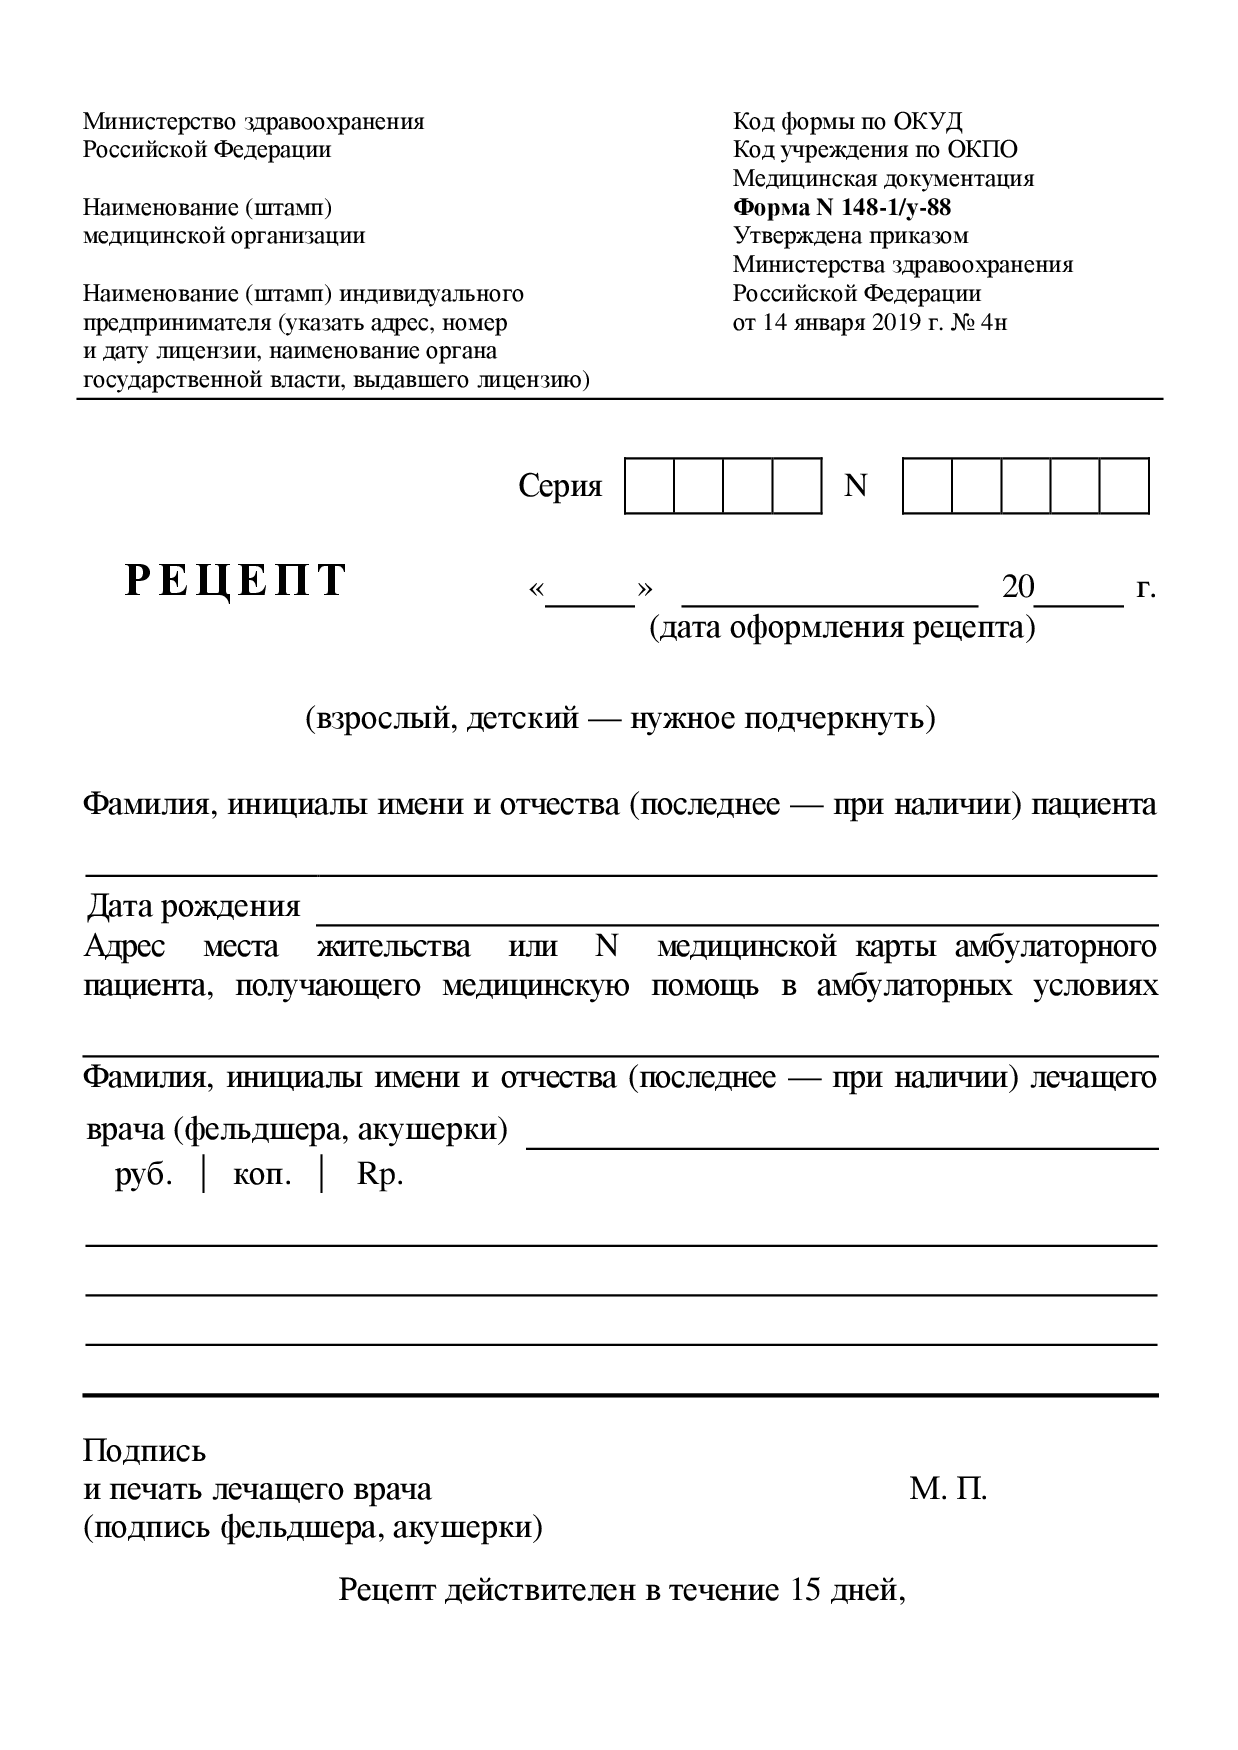 Министерство здравоохранения
Российской Федерации
Наименование (штамп)
медицинской организации
Наименование (штамп) индивидуального
предпринимателя (указать адрес, номер
и дату лицензии, наименование органа
государственной власти, выдавшего лицензию)
Код формы по ОКУД
Код учреждения по ОКПО
Медицинская документация
Форма N 148-1/у-88
Утверждена приказом
Министерства здравоохранения
Российской Федерации
от 14 января 2019 г. № 4н
Серия N
РЕЦЕПТ « » 20 г.
(дата оформления рецепта)
(взрослый, детский — нужное подчеркнуть)
Фамилия, инициалы имени и отчества (последнее — при наличии) пациента
Дата рождения
Адрес места жительства или N медицинской карты амбулаторного
пациента, получающего медицинскую помощь в амбулаторных условиях
Фамилия, инициалы имени и отчества (последнее — при наличии) лечащего
врача (фельдшера, акушерки)
руб. | коп. | Rp.
Подпись
и печать лечащего врача М. П.
(подпись фельдшера, акушерки)
Рецепт действителен в течение 15 дней,